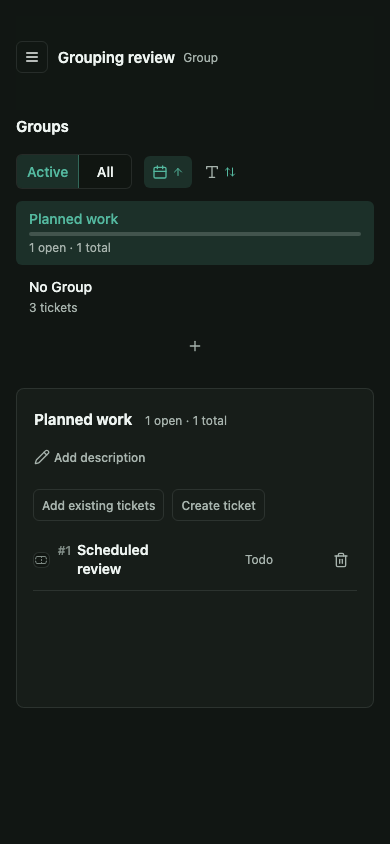 Grouping review Group
Groups
Active All
Planned work
1 open · 1 total
No Group
3 tickets
Planned work 1 open · 1 total
Add description
Add existing tickets Create ticket
#1 Scheduled review Todo